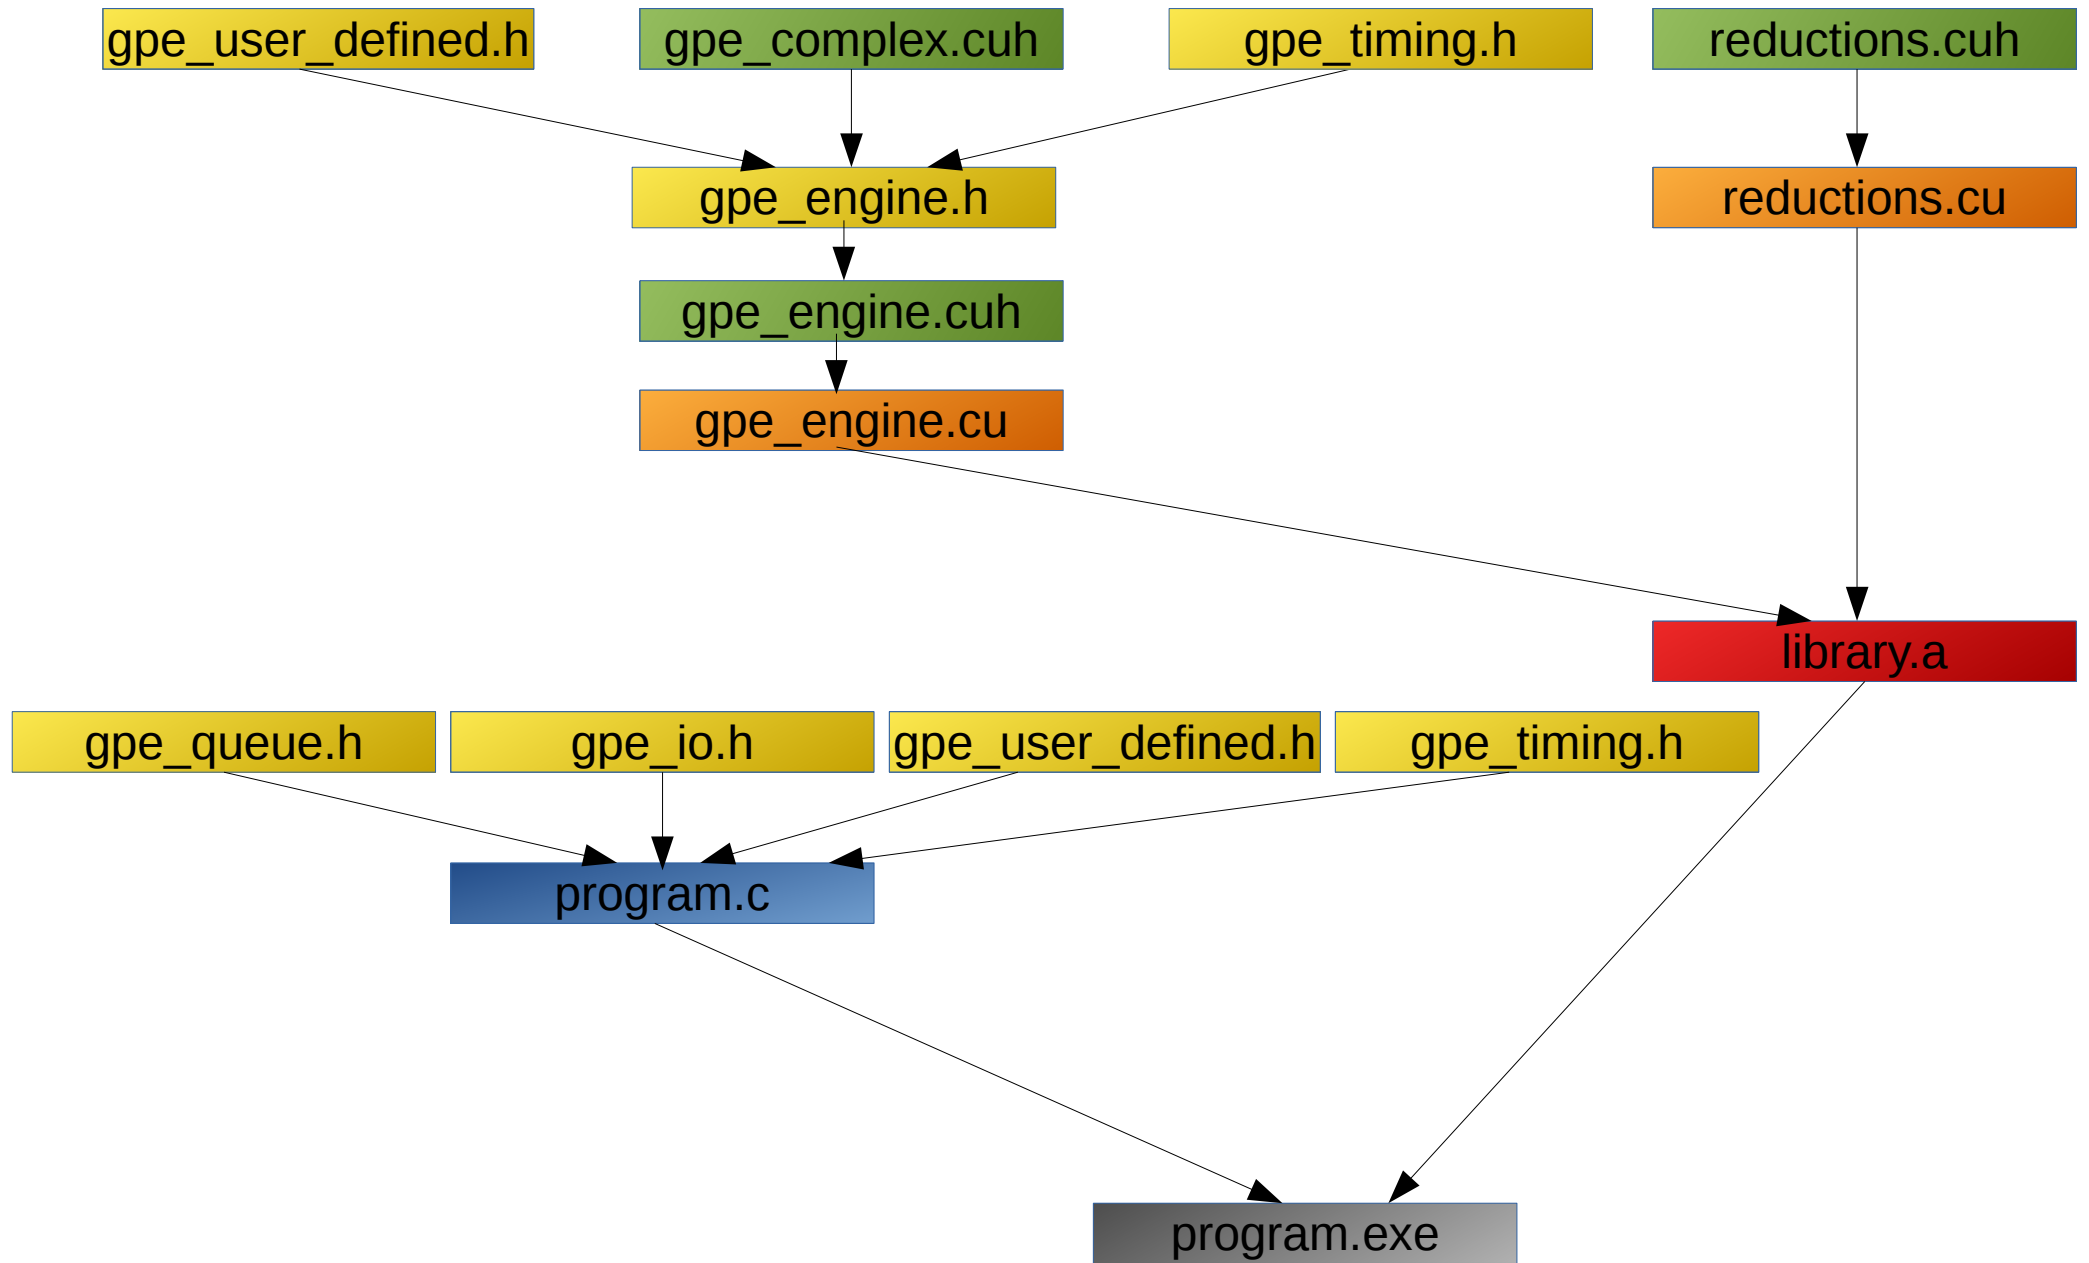 gpe_user_defined.h
gpe_complex.cuh
gpe_timing.h
reductions.cuh
gpe_engine.h
reductions.cu
gpe_engine.cuh
gpe_engine.cu
library.a
gpe_queue.h
gpe_io.h
gpe_user_defined.h
gpe_timing.h
program.c
program.exe